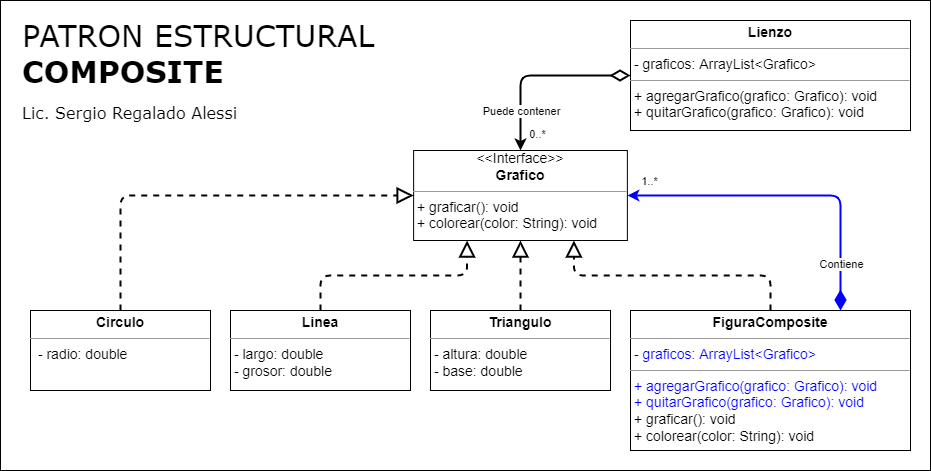 PATRON ESTRUCTURAL
COMPOSITE
Lic. Sergio Regalado Alessi
Lienzo
- graficos: ArrayList<Grafico>
+ agregarGrafico(grafico: Grafico): void
+ quitarGrafico(grafico: Grafico): void
Puede contener
0..*
<<Interface>>
Grafico
+ graficar(): void
+ colorear(color: String): void
1..*
Contiene
Circulo
- radio: double
Linea
- largo: double
- grosor: double
Triangulo
- altura: double
- base: double
FiguraComposite
- graficos: ArrayList<Grafico>
+ agregarGrafico(grafico: Grafico): void
+ quitarGrafico(grafico: Grafico): void
+ graficar(): void
+ colorear(color: String): void